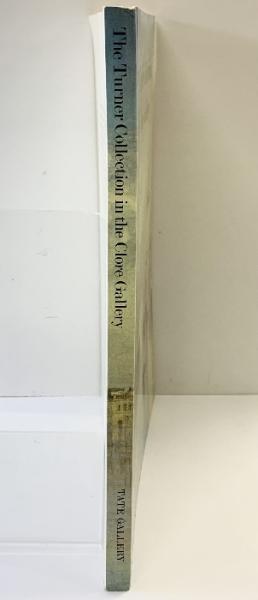 The Turner Collection in the Clore Gallery
TATE GALLERY